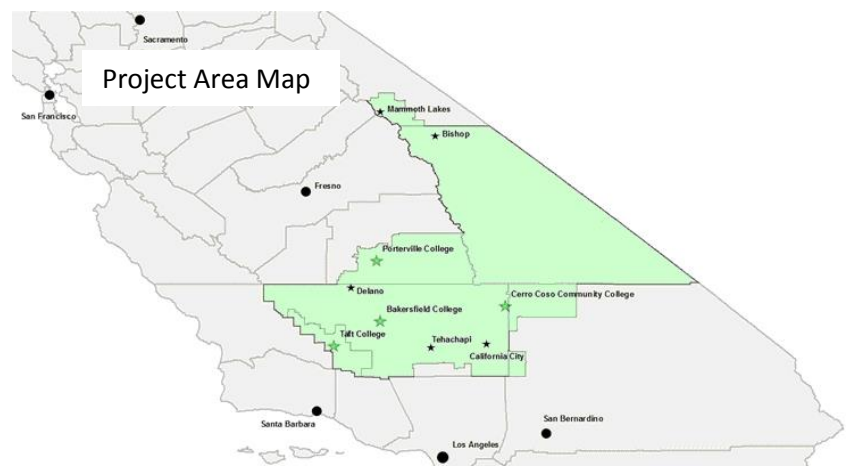 Sacramento
Project Area Map
San Francisco
Mammoth Lakes
Bishop
Fresno
Porterville College
Delano
Cerro Coso Community College
Bakersfield College
Taft College
Tehachapi
California City
Santa Barbara
San Bernardino
Los Angeles